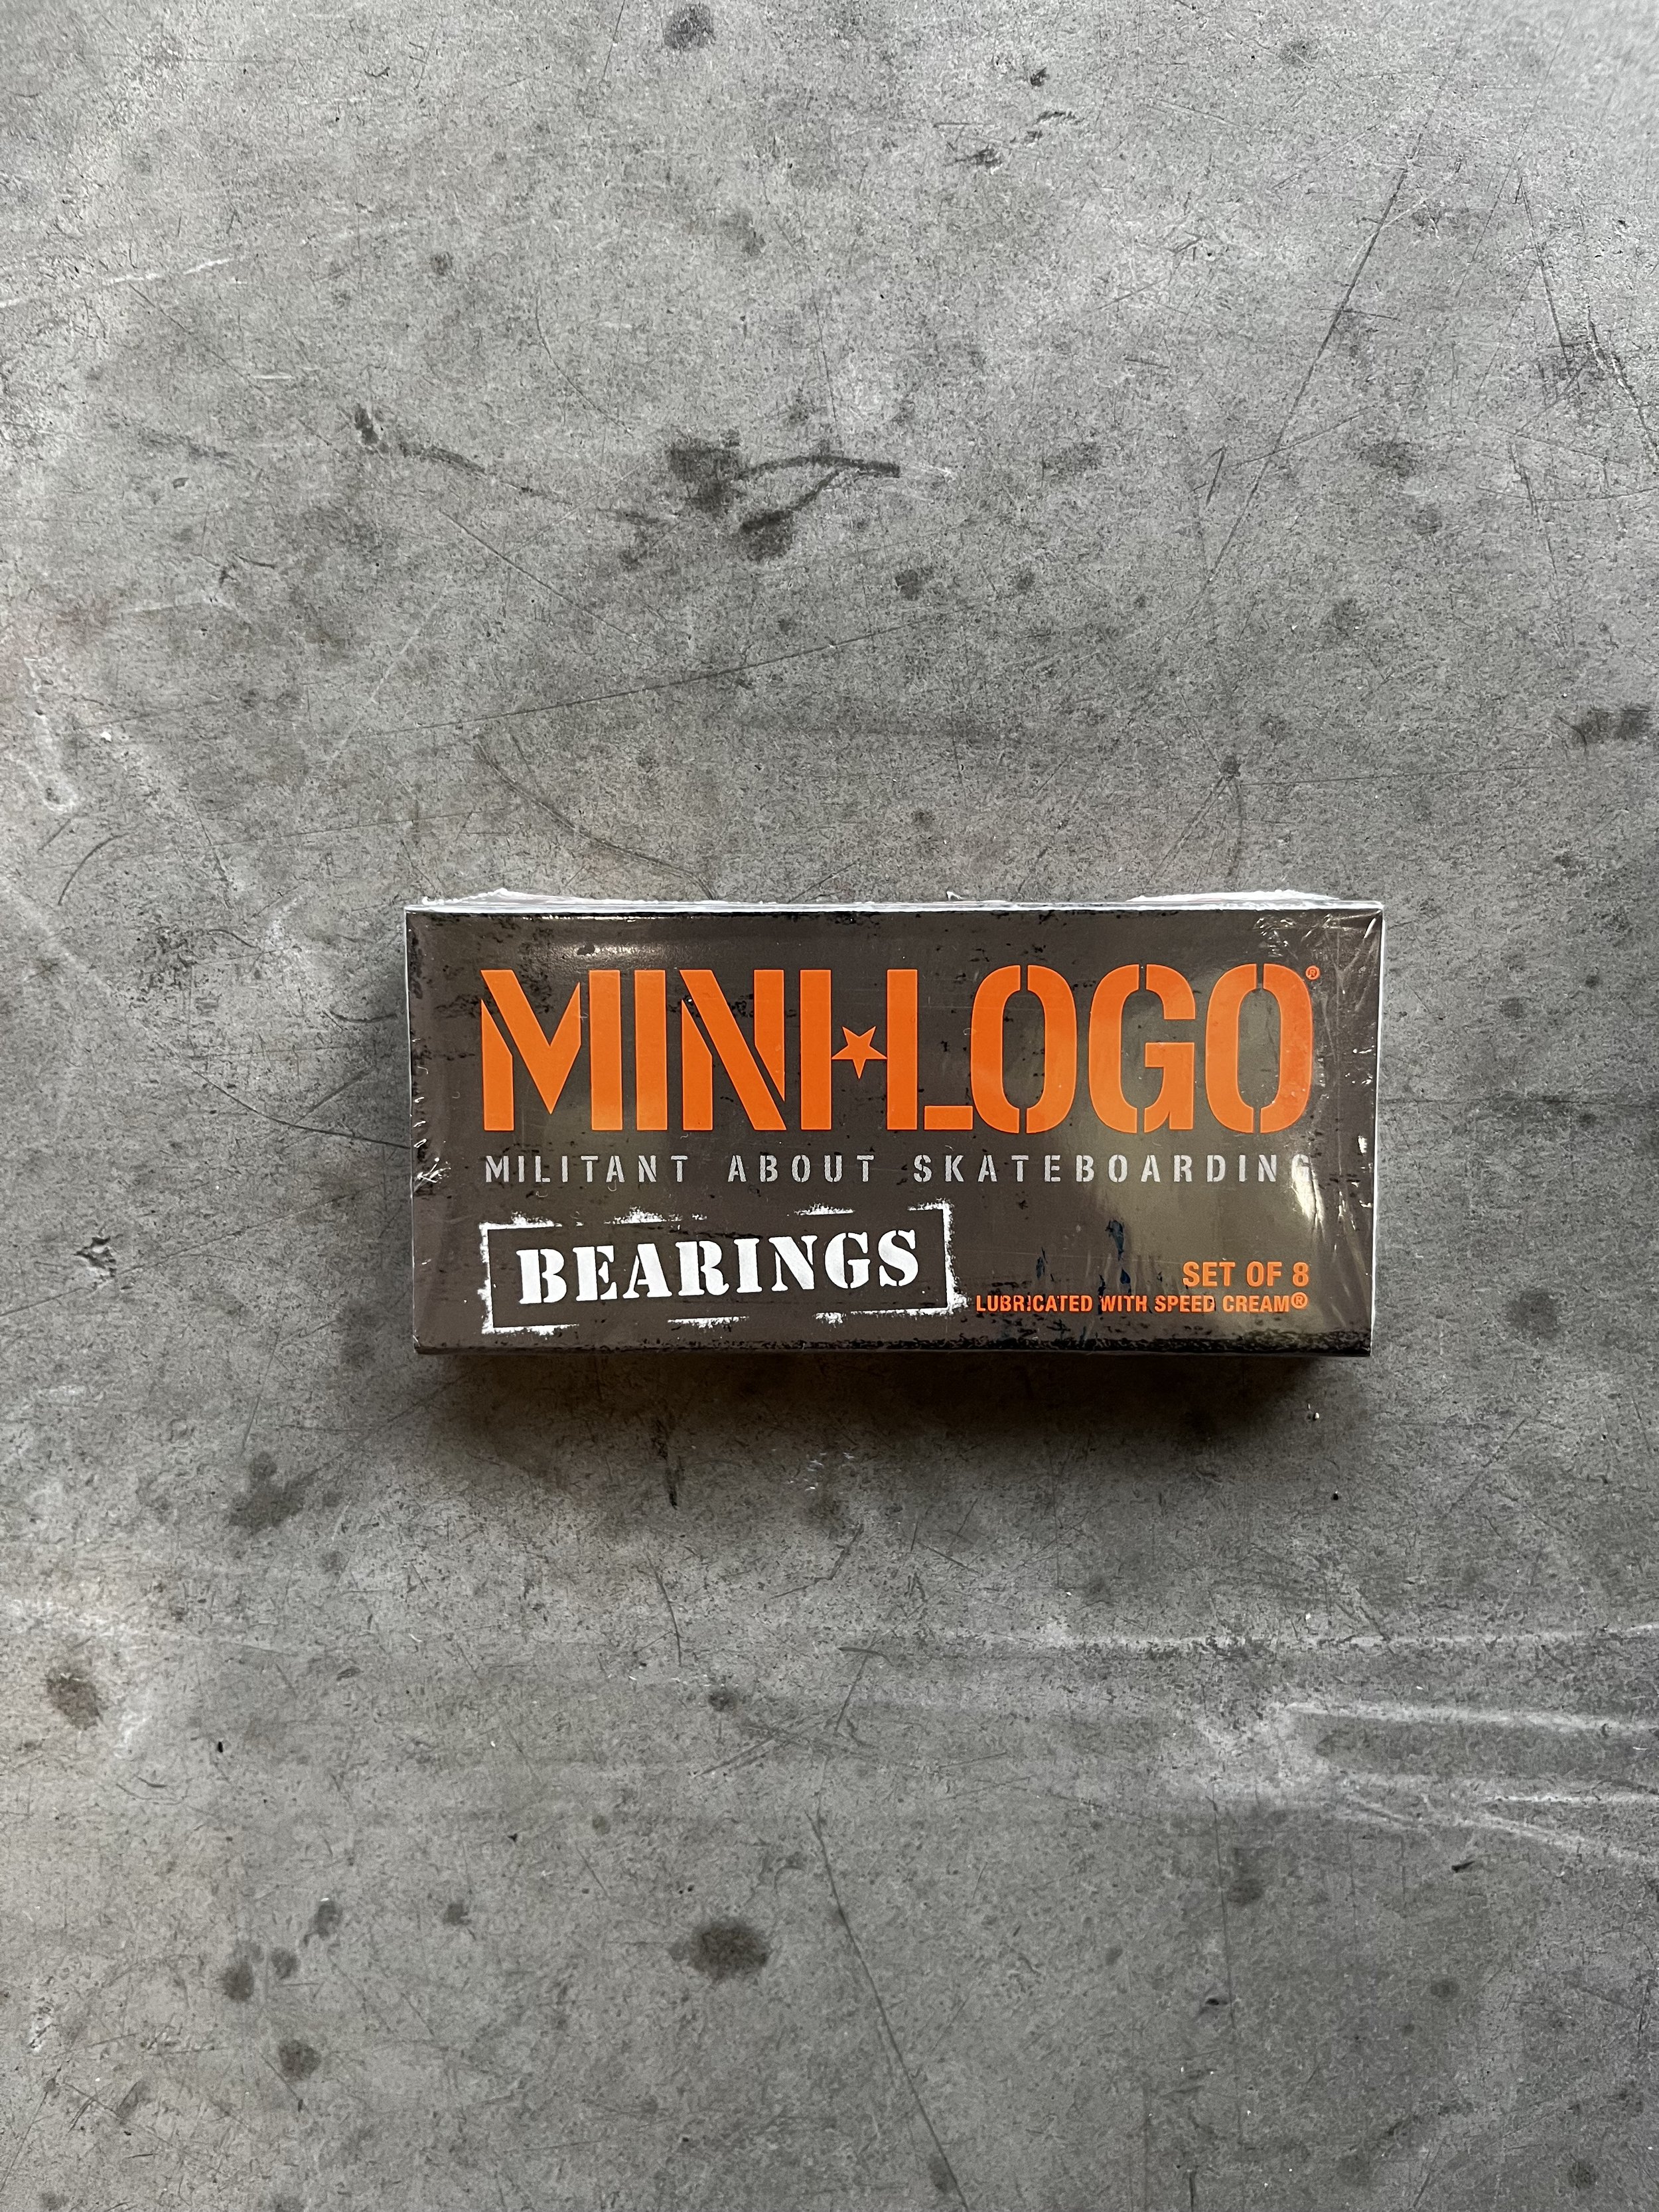 MINI★LOGO®
MILITANT ABOUT SKATEBOARDING
BEARINGS
SET OF 8
LUBRICATED WITH SPEED CREAM®